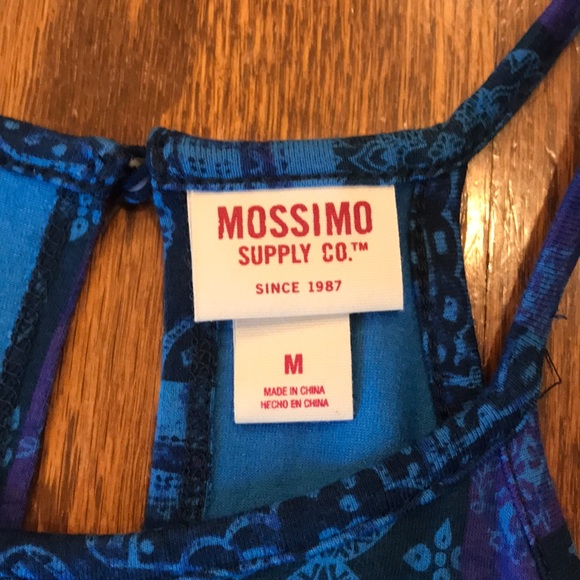 MOSSIMO
SUPPLY CO.™
SINCE 1987
M
MADE IN CHINA
HECHO EN CHINA